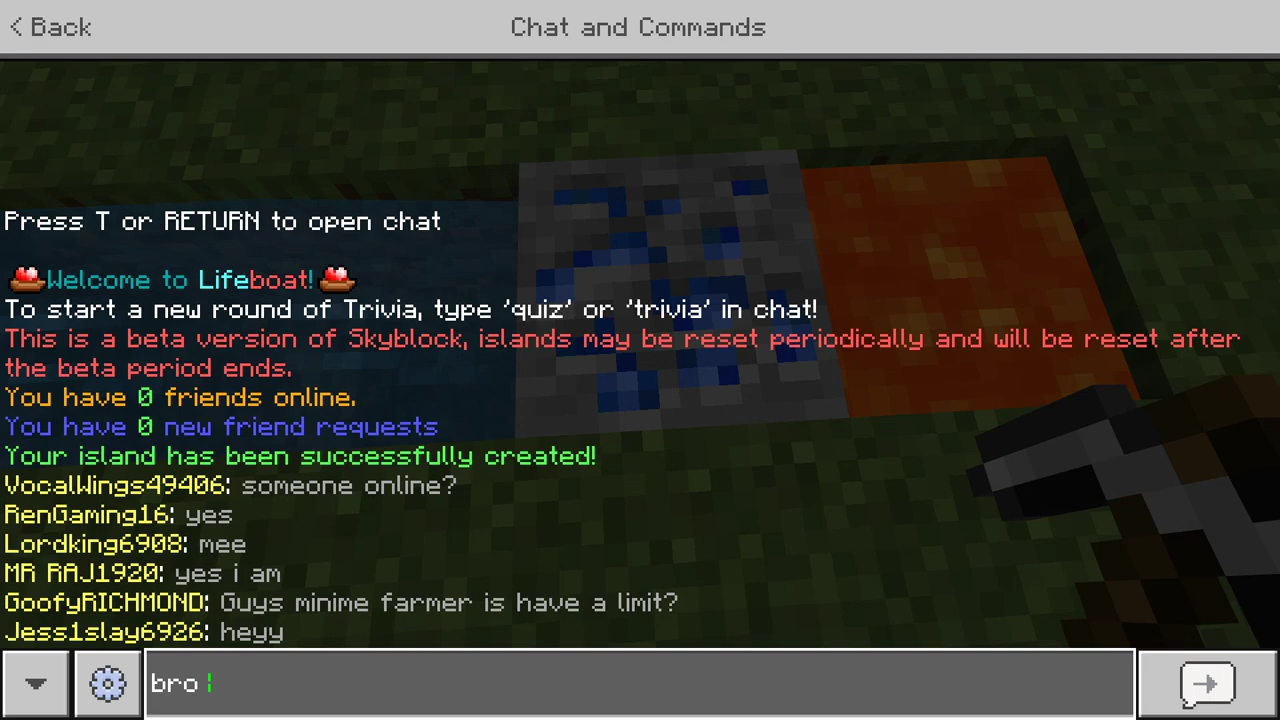 < Back
Chat and Commands
Press T or RETURN to open chat
Welcome to Lifeboat!
To start a new round of Trivia, type 'quiz' or 'trivia' in chat!
This is a beta version of Skyblock, islands may be reset periodically and will be reset after
the beta period ends.
You have 0 friends online.
You have 0 new friend requests
Your island has been successfully created!
VocalWings49406: someone online?
RenGaming16: yes
Lordking6908: mee
MR RAJ1920: yes i am
GoofyRICHMOND: Guys minime farmer is have a limit?
Jess1slay6926: heyy
bro